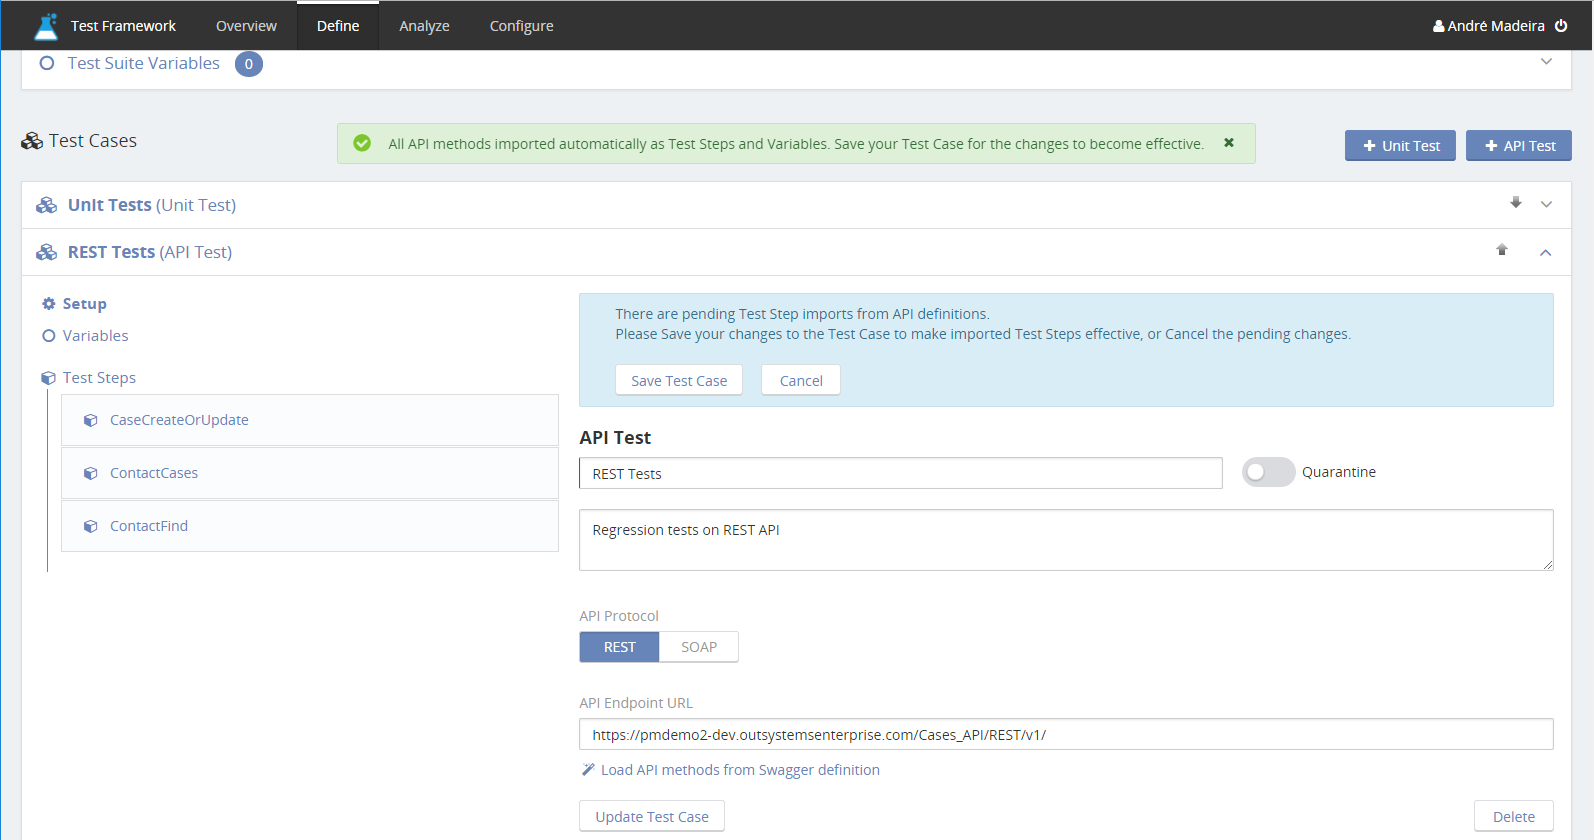 Test Framework Overview Define Analyze Configure André Madeira
Test Suite Variables 0
Test Cases
All API methods imported automatically as Test Steps and Variables. Save your Test Case for the changes to become effective.
Unit Test API Test
Unit Tests (Unit Test)
REST Tests (API Test)
Setup
Variables
Test Steps
CaseCreateOrUpdate
ContactCases
ContactFind
There are pending Test Step imports from API definitions.
Please Save your changes to the Test Case to make imported Test Steps effective, or Cancel the pending changes.
Save Test Case Cancel
API Test
REST Tests Quarantine
Regression tests on REST API
API Protocol
REST SOAP
API Endpoint URL
https://pmdemo2-dev.outsystemsenterprise.com/Cases_API/REST/v1/
Load API methods from Swagger definition
Update Test Case Delete